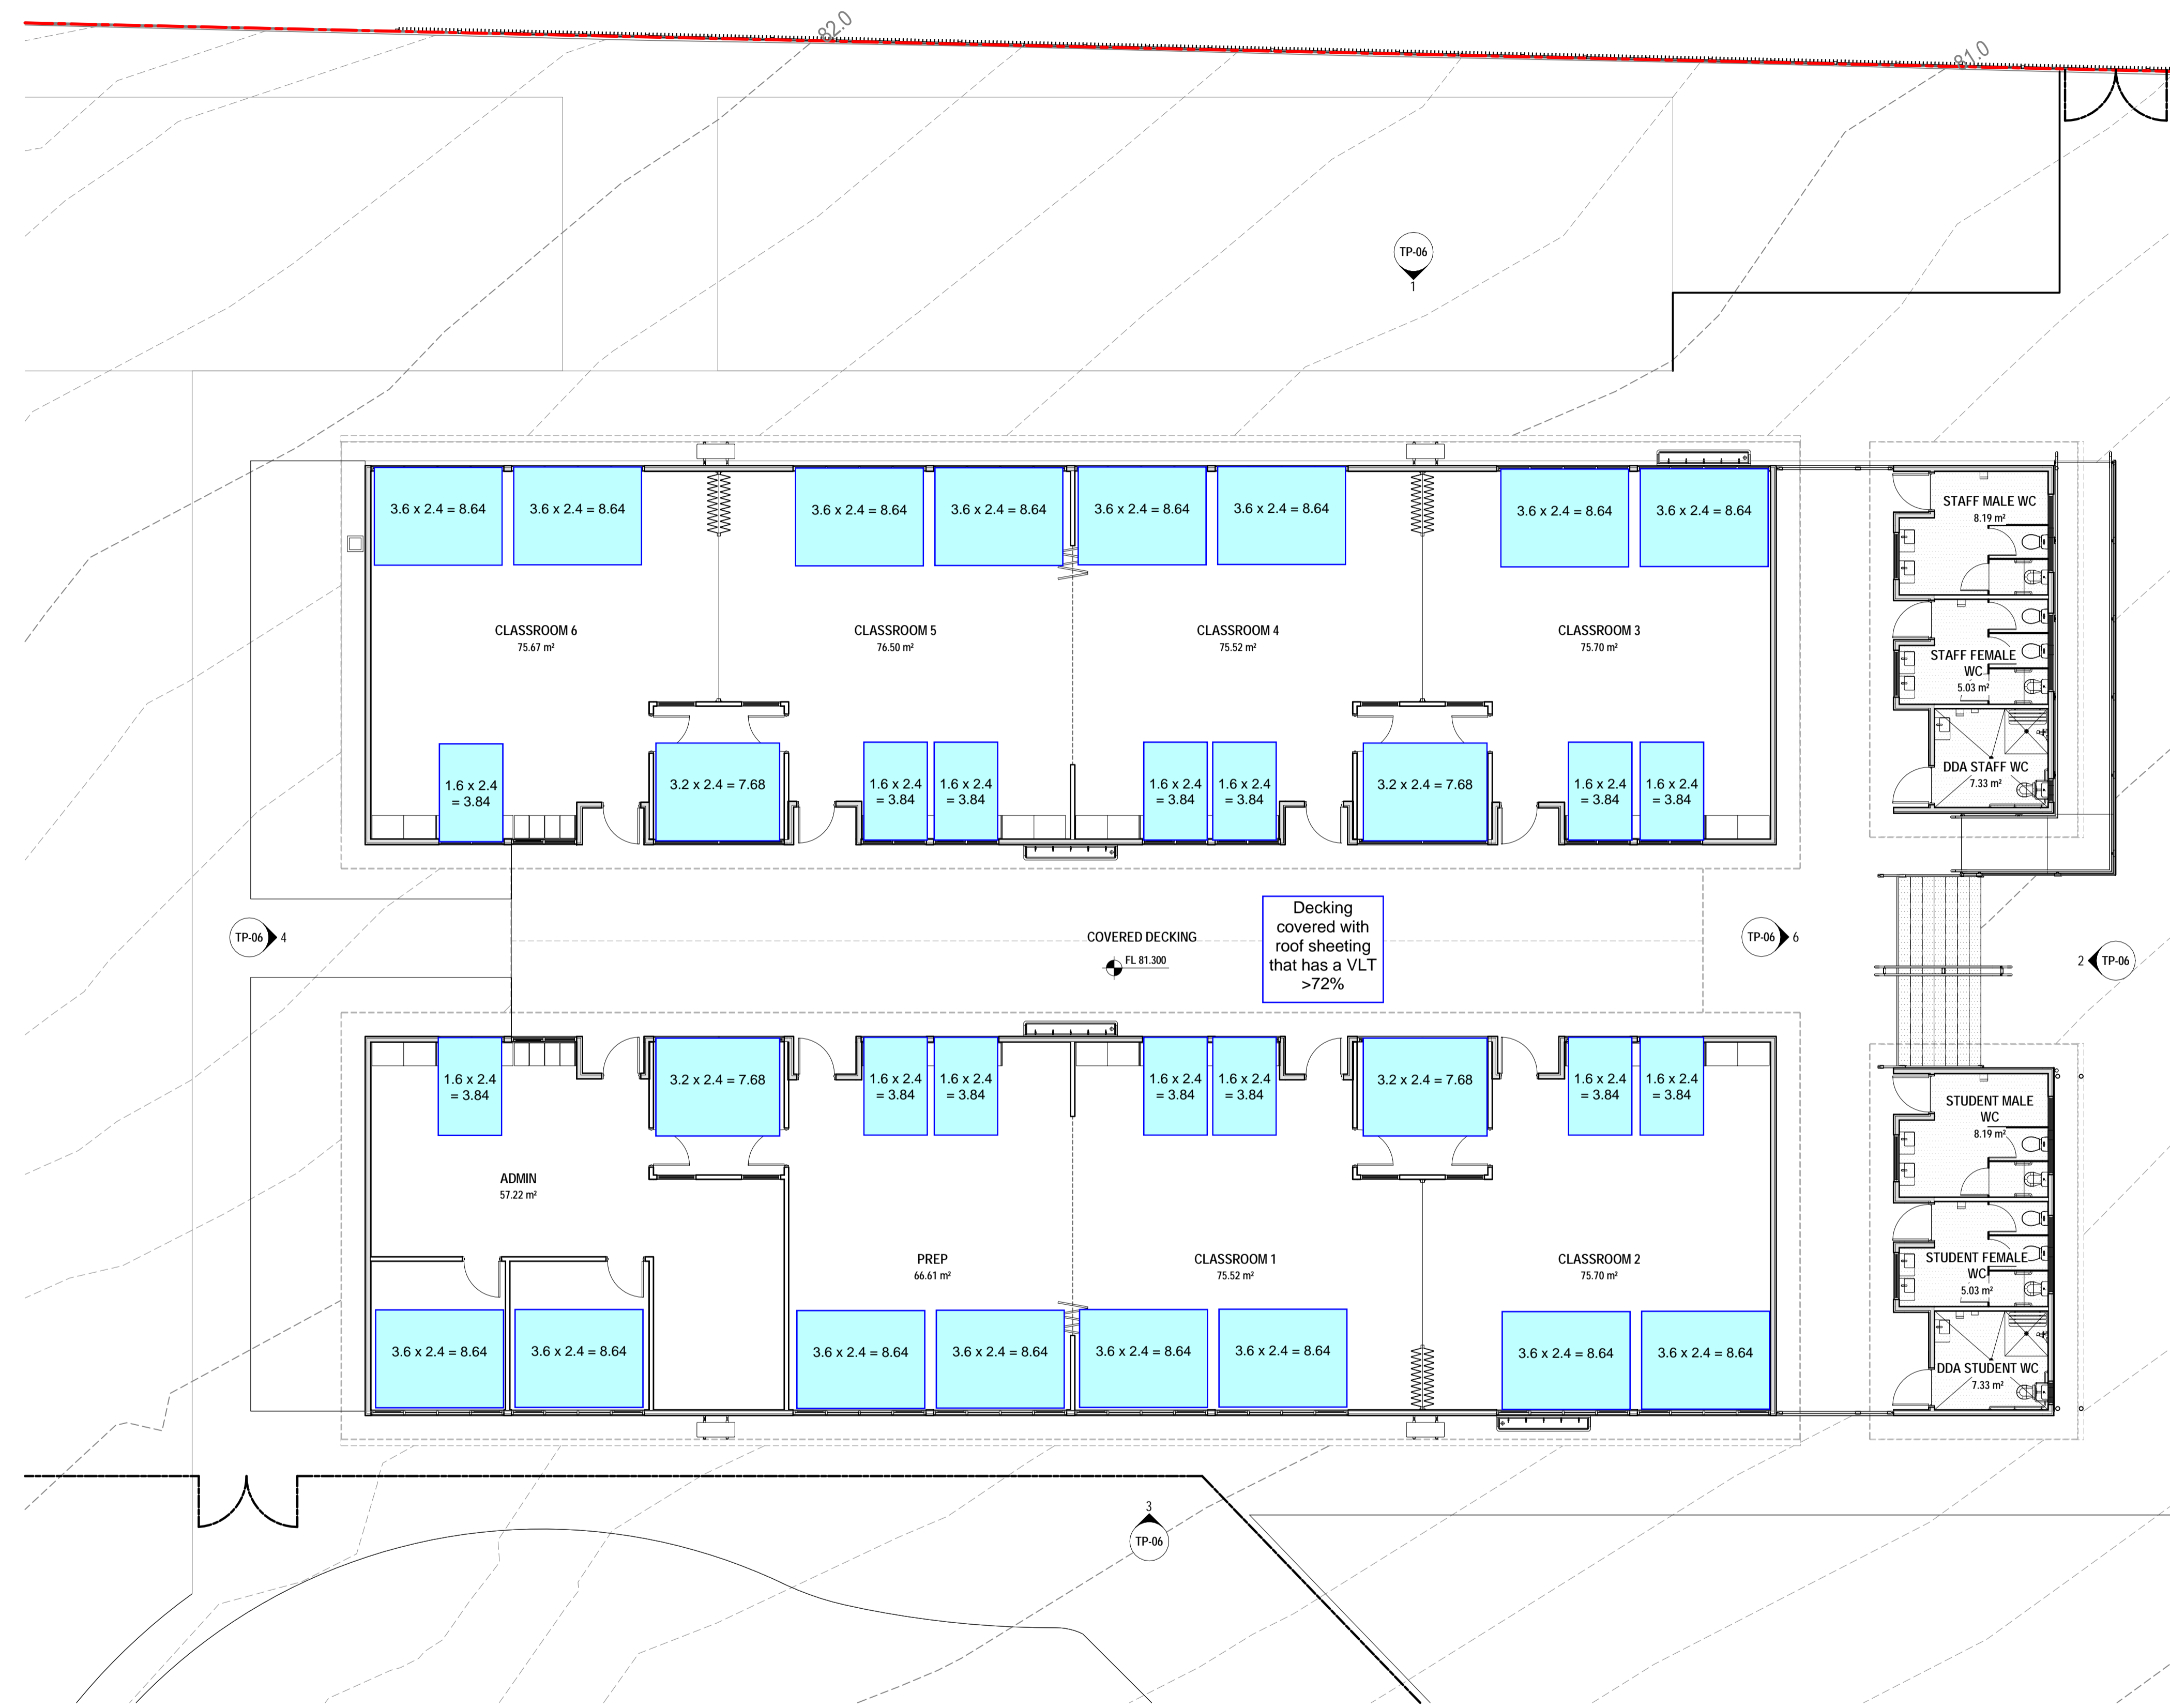 82.0
81.0
TP-06
1
3.6 x 2.4 = 8.64
3.6 x 2.4 = 8.64
3.6 x 2.4 = 8.64
3.6 x 2.4 = 8.64
3.6 x 2.4 = 8.64
3.6 x 2.4 = 8.64
3.6 x 2.4 = 8.64
3.6 x 2.4 = 8.64
STAFF MALE WC
8.19 m²
CLASSROOM 6
75.67 m²
CLASSROOM 5
76.50 m²
CLASSROOM 4
75.52 m²
CLASSROOM 3
75.70 m²
STAFF FEMALE
WC
5.03 m²
1.6 x 2.4
= 3.84
3.2 x 2.4 = 7.68
1.6 x 2.4
= 3.84
1.6 x 2.4
= 3.84
1.6 x 2.4
= 3.84
1.6 x 2.4
= 3.84
3.2 x 2.4 = 7.68
1.6 x 2.4
= 3.84
1.6 x 2.4
= 3.84
DDA STAFF WC
7.33 m²
TP-06
4
COVERED DECKING
FL 81.300
Decking
covered with
roof sheeting
that has a VLT
>72%
TP-06
6
2
TP-06
1.6 x 2.4
= 3.84
3.2 x 2.4 = 7.68
1.6 x 2.4
= 3.84
1.6 x 2.4
= 3.84
1.6 x 2.4
= 3.84
1.6 x 2.4
= 3.84
3.2 x 2.4 = 7.68
1.6 x 2.4
= 3.84
1.6 x 2.4
= 3.84
STUDENT MALE
WC
8.19 m²
ADMIN
57.22 m²
PREP
66.61 m²
CLASSROOM 1
75.52 m²
CLASSROOM 2
75.70 m²
STUDENT FEMALE
WC
5.03 m²
3.6 x 2.4 = 8.64
3.6 x 2.4 = 8.64
3.6 x 2.4 = 8.64
3.6 x 2.4 = 8.64
3.6 x 2.4 = 8.64
3.6 x 2.4 = 8.64
3.6 x 2.4 = 8.64
3.6 x 2.4 = 8.64
DDA STUDENT WC
7.33 m²
3
TP-06